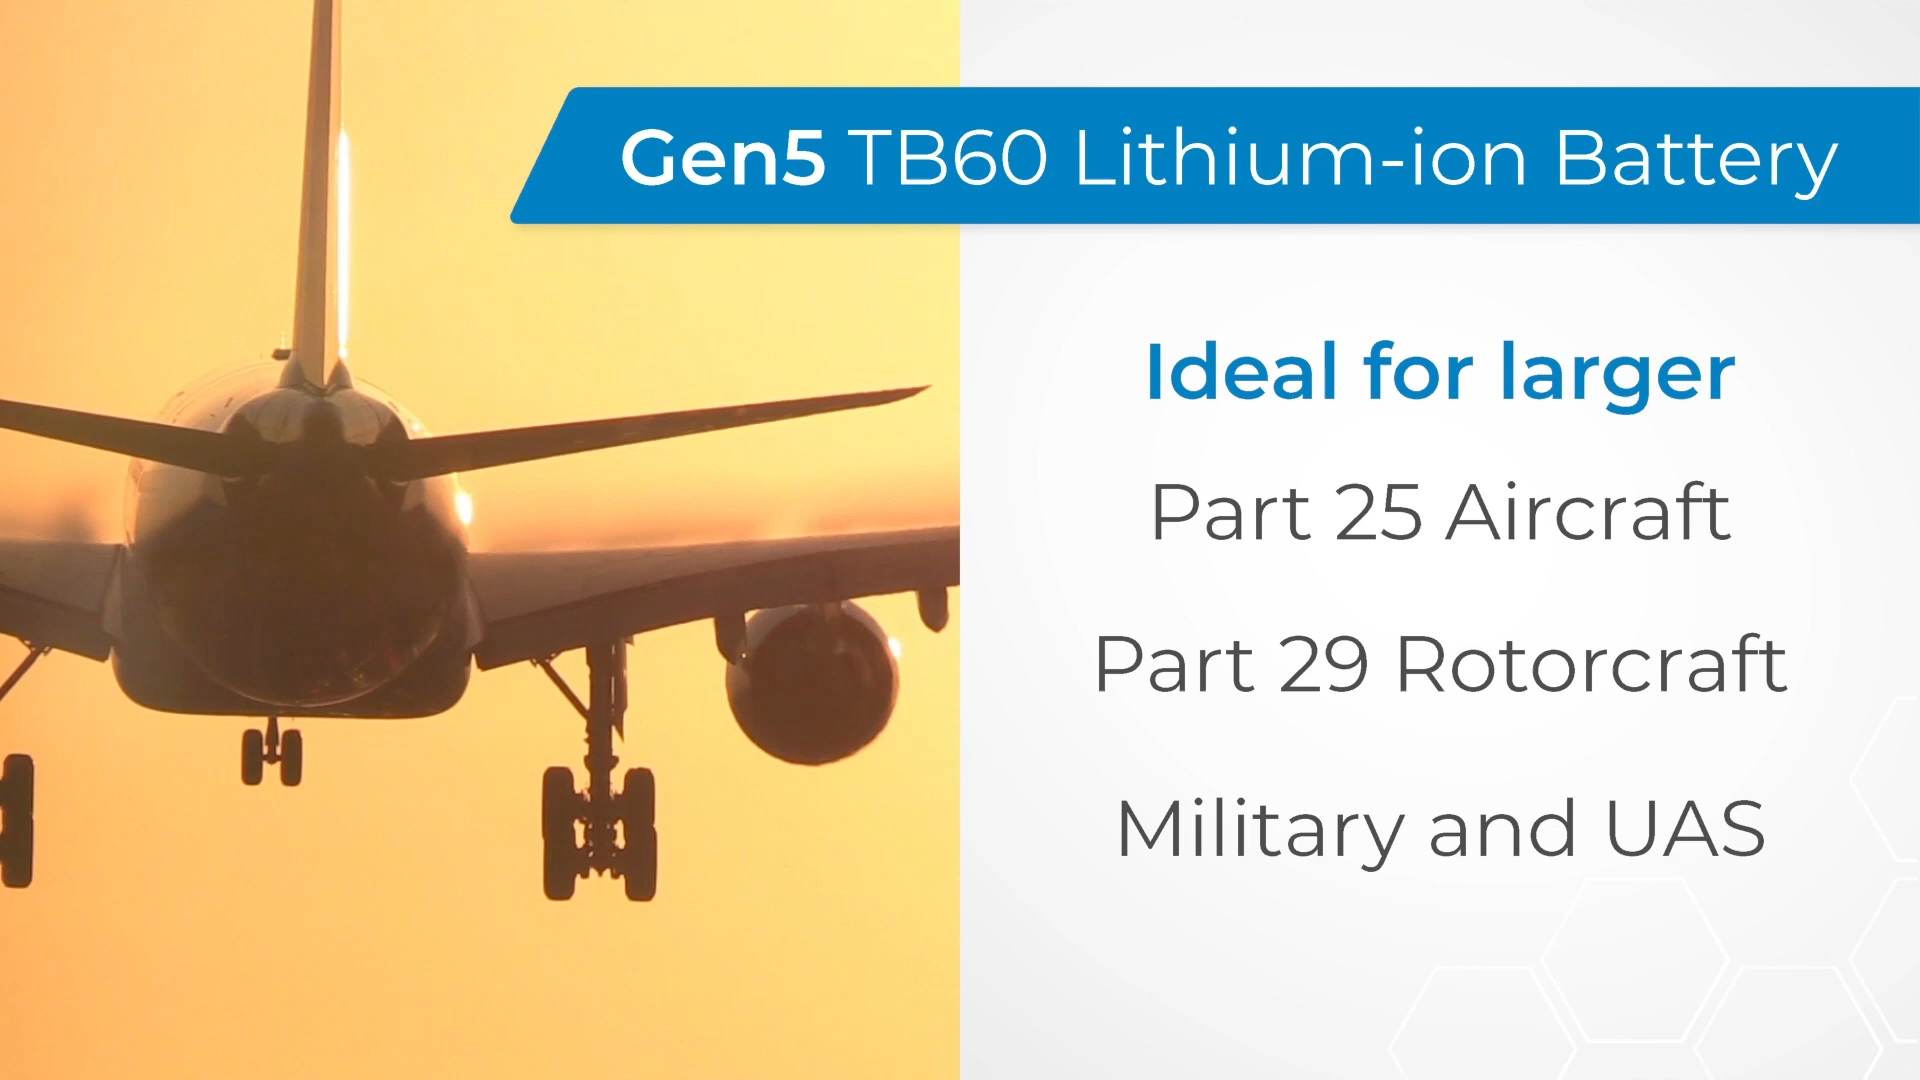 Gen5 TB60 Lithium-ion Battery
Ideal for larger
Part 25 Aircraft
Part 29 Rotorcraft
Military and UAS